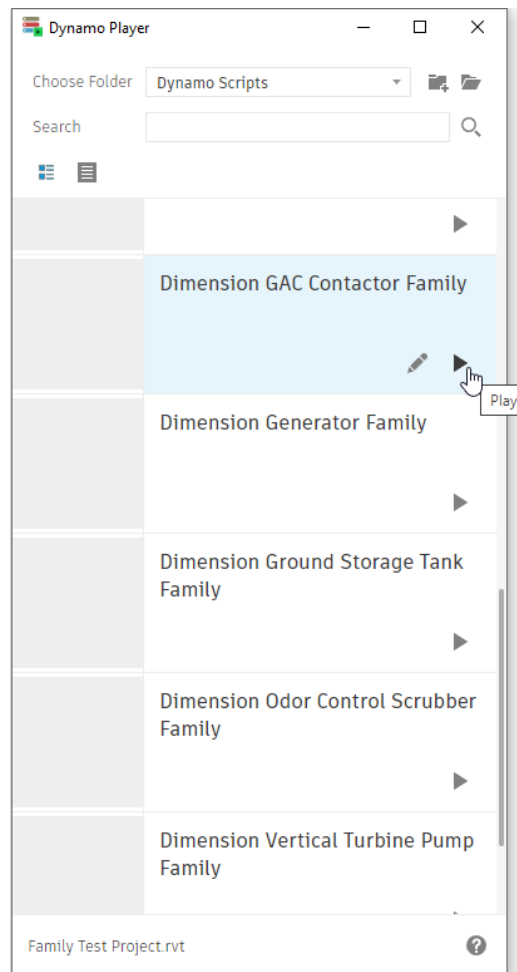 Dynamo Player
Choose Folder Dynamo Scripts
Search
Dimension GAC Contactor Family
Play
Dimension Generator Family
Dimension Ground Storage Tank
Family
Dimension Odor Control Scrubber
Family
Dimension Vertical Turbine Pump
Family
Family Test Project.rvt